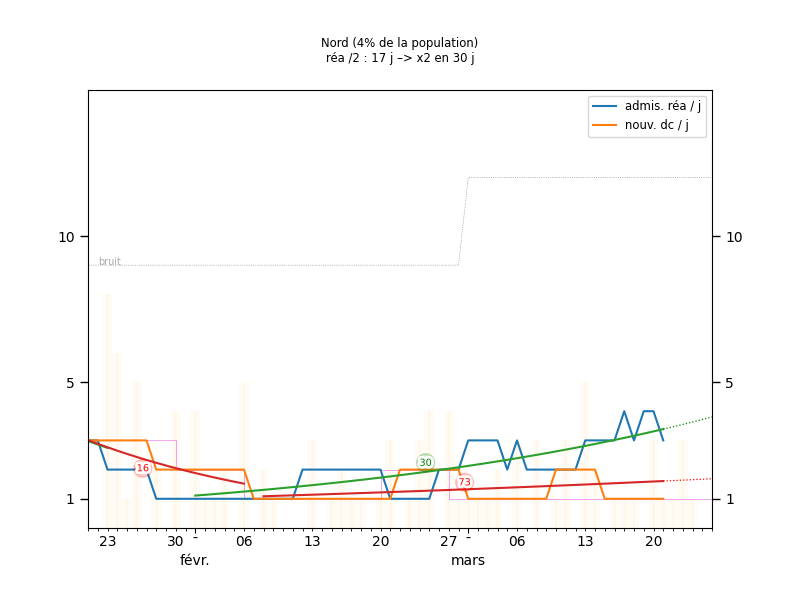 Nord (4% de la population)
réa /2 : 17 j –> x2 en 30 j
admis. réa / j
nouv. dc / j
10
10
bruit
5
5
30
16
73
1
1
23
30
-
06
13
20
27
-
06
13
20
févr.
mars